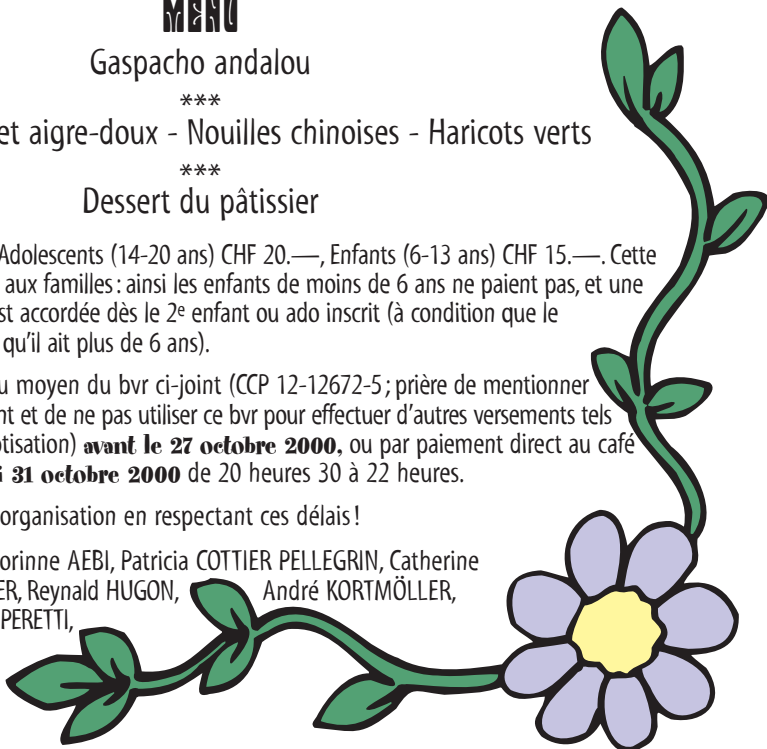 MENU
Gaspacho andalou
***
et aigre-doux - Nouilles chinoises - Haricots verts
***
Dessert du pâtissier
Adolescents (14-20 ans) CHF 20.—, Enfants (6-13 ans) CHF 15.—. Cette
aux familles : ainsi les enfants de moins de 6 ans ne paient pas, et une
st accordée dès le 2e enfant ou ado inscrit (à condition que le
qu'il ait plus de 6 ans).
u moyen du bvr ci-joint (CCP 12-12672-5 ; prière de mentionner
nt et de ne pas utiliser ce bvr pour effectuer d'autres versements tels
otisation) avant le 27 octobre 2000, ou par paiement direct au café
i 31 octobre 2000 de 20 heures 30 à 22 heures.
organisation en respectant ces délais !
orinne AEBI, Patricia COTTIER PELLEGRIN, Catherine
ER, Reynald HUGON, André KORTMÖLLER,
PERETTI,